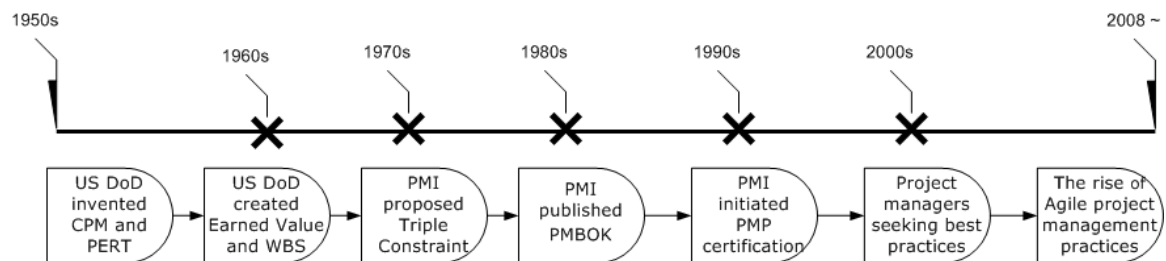 1950s
2008 ~
1960s
1970s
1980s
1990s
2000s
US DoD
invented
CPM and
PERT
US DoD
created
Earned Value
and WBS
PMI
proposed
Triple
Constraint
PMI
published
PMBOK
PMI
initiated
PMP
certification
Project
managers
seeking best
practices
The rise of
Agile project
management
practices